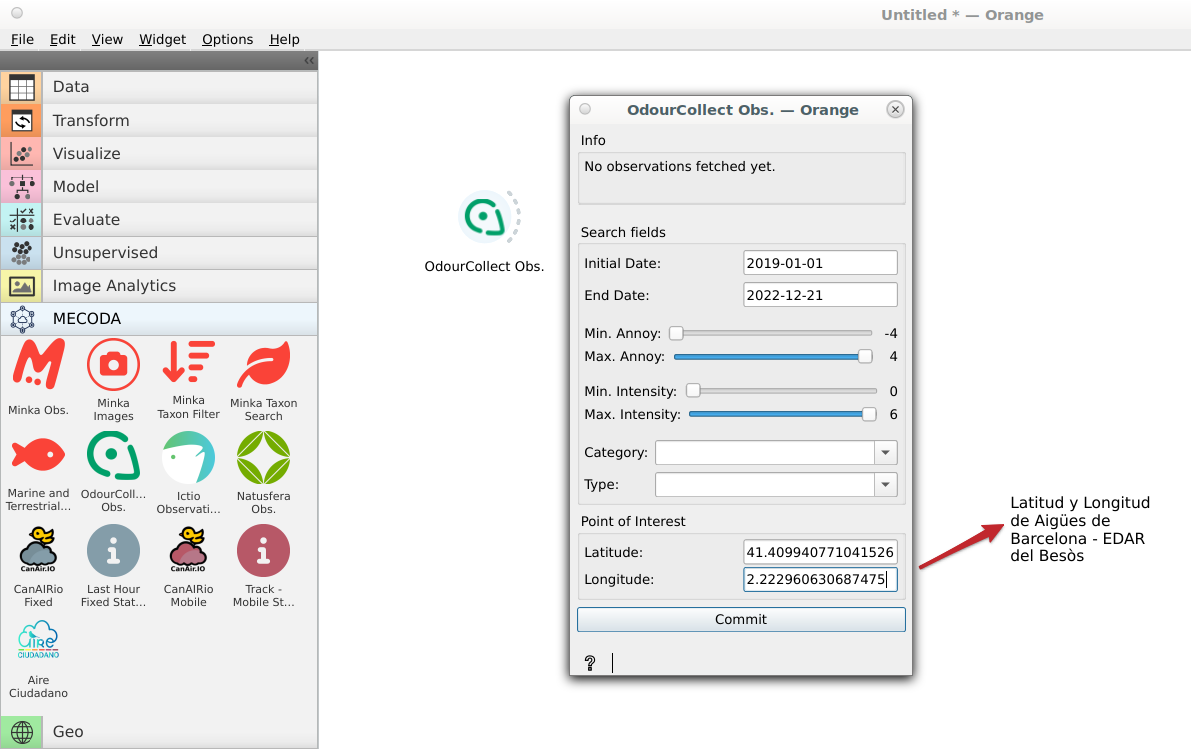 Untitled * — Orange
File Edit View Widget Options Help
«
Data
Transform
Visualize
Model
Evaluate
Unsupervised
Image Analytics
MECODA
Minka Obs.
Minka
Images
Minka
Taxon Filter
Minka Taxon
Search
Marine and
Terrestrial...
OdourColl...
Obs.
Ictio
Observati...
Natusfera
Obs.
CanAir.IO
CanAIRio
Fixed
Last Hour
Fixed Stat...
CanAir.IO
CanAIRio
Mobile
Track -
Mobile St...
aire
CIUDADANO
Aire
Ciudadano
Geo
OdourCollect Obs.
OdourCollect Obs. — Orange
Info
No observations fetched yet.
Search fields
Initial Date: 2019-01-01
End Date: 2022-12-21
Min. Annoy: -4
Max. Annoy: 4
Min. Intensity: 0
Max. Intensity: 6
Category:
Type:
Point of Interest
Latitude: 41.409940771041526
Longitude: 2.222960630687475
Commit
?
Latitud y Longitud
de Aigües de
Barcelona - EDAR
del Besòs